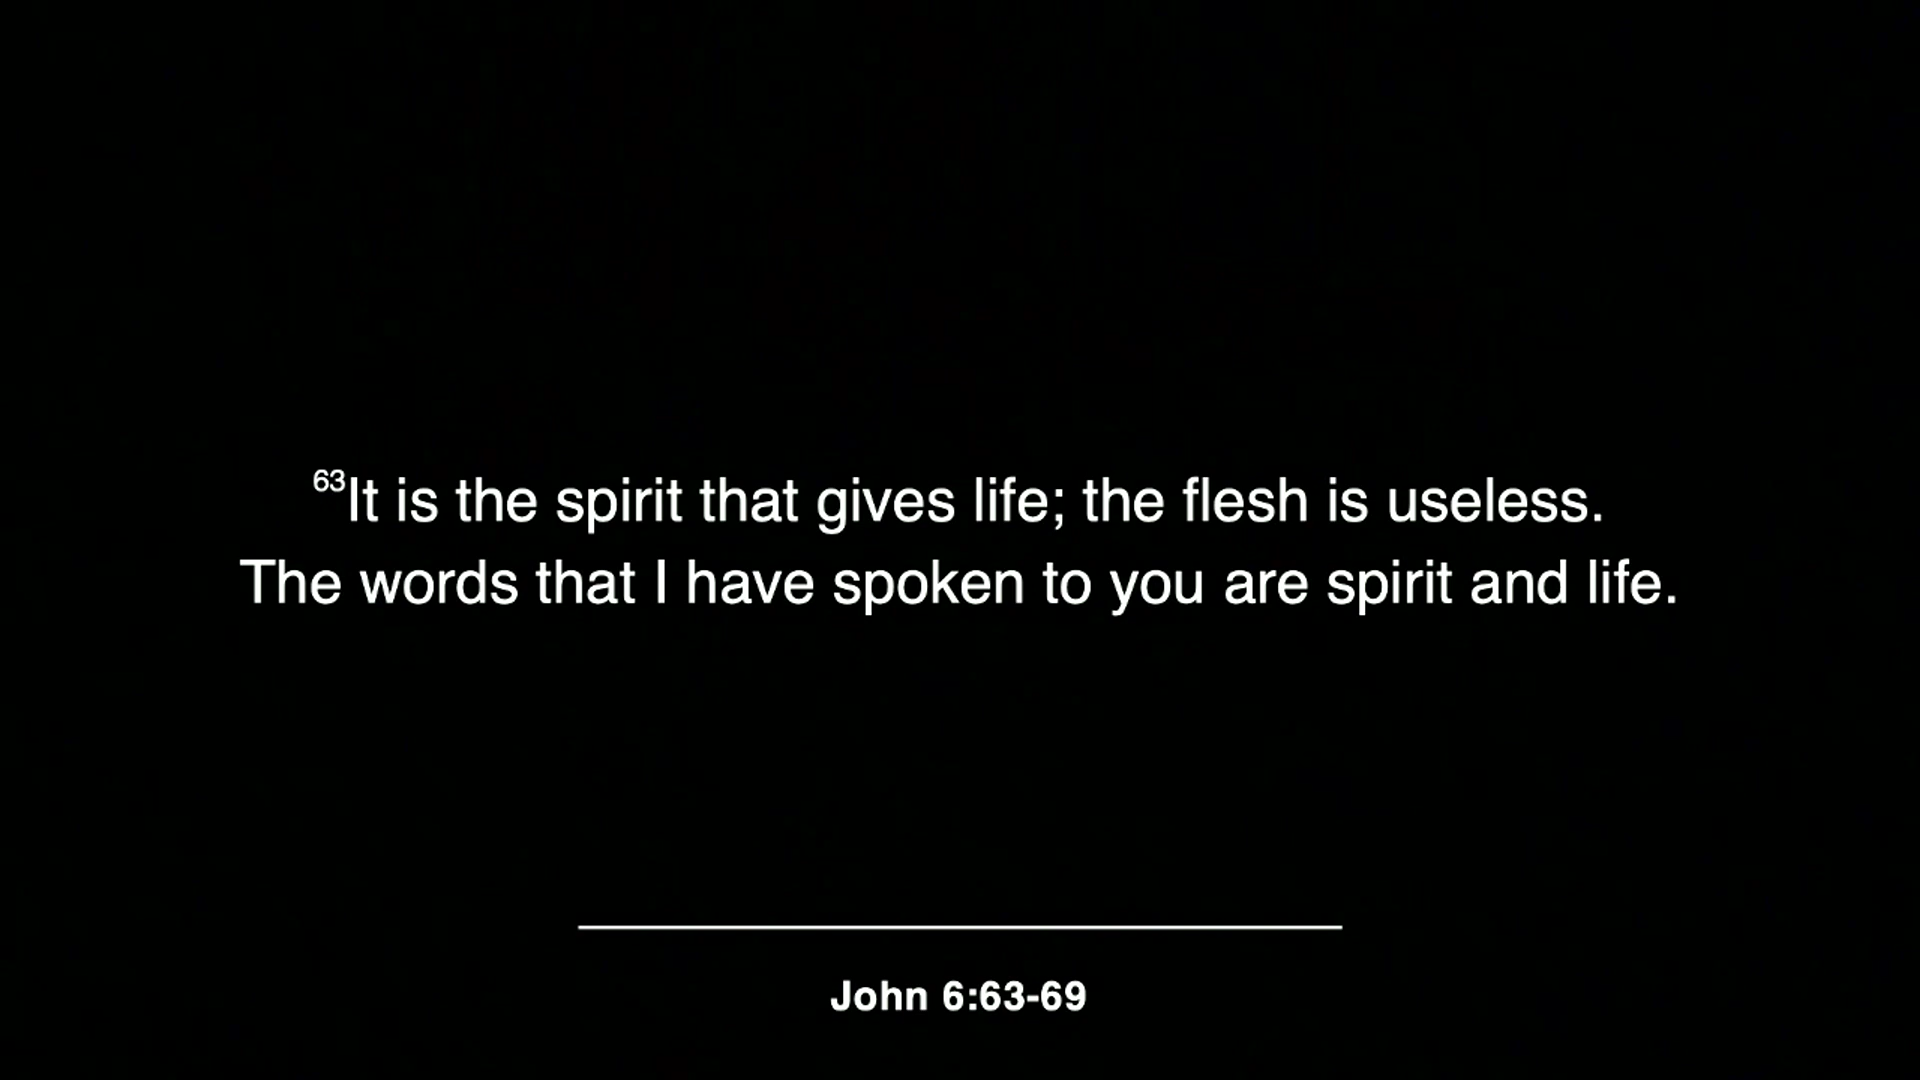 63It is the spirit that gives life; the flesh is useless.
The words that I have spoken to you are spirit and life.
John 6:63-69